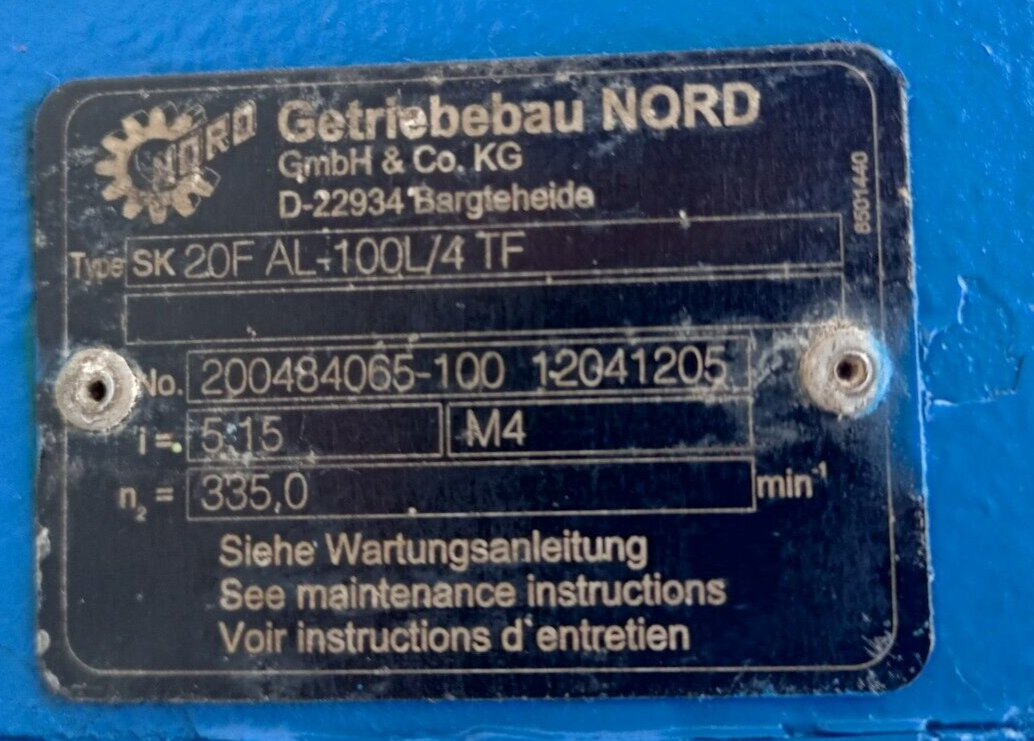 NORD
Getriebebau NORD
GmbH & Co. KG
D-22934 Bargteheide
6501440
Type SK 20F AL-100L/4 TF
No. 200484065-100 12041205
i = 5.15 M4
n₂ = 335,0 min⁻¹
Siehe Wartungsanleitung
See maintenance instructions
Voir instructions d'entretien